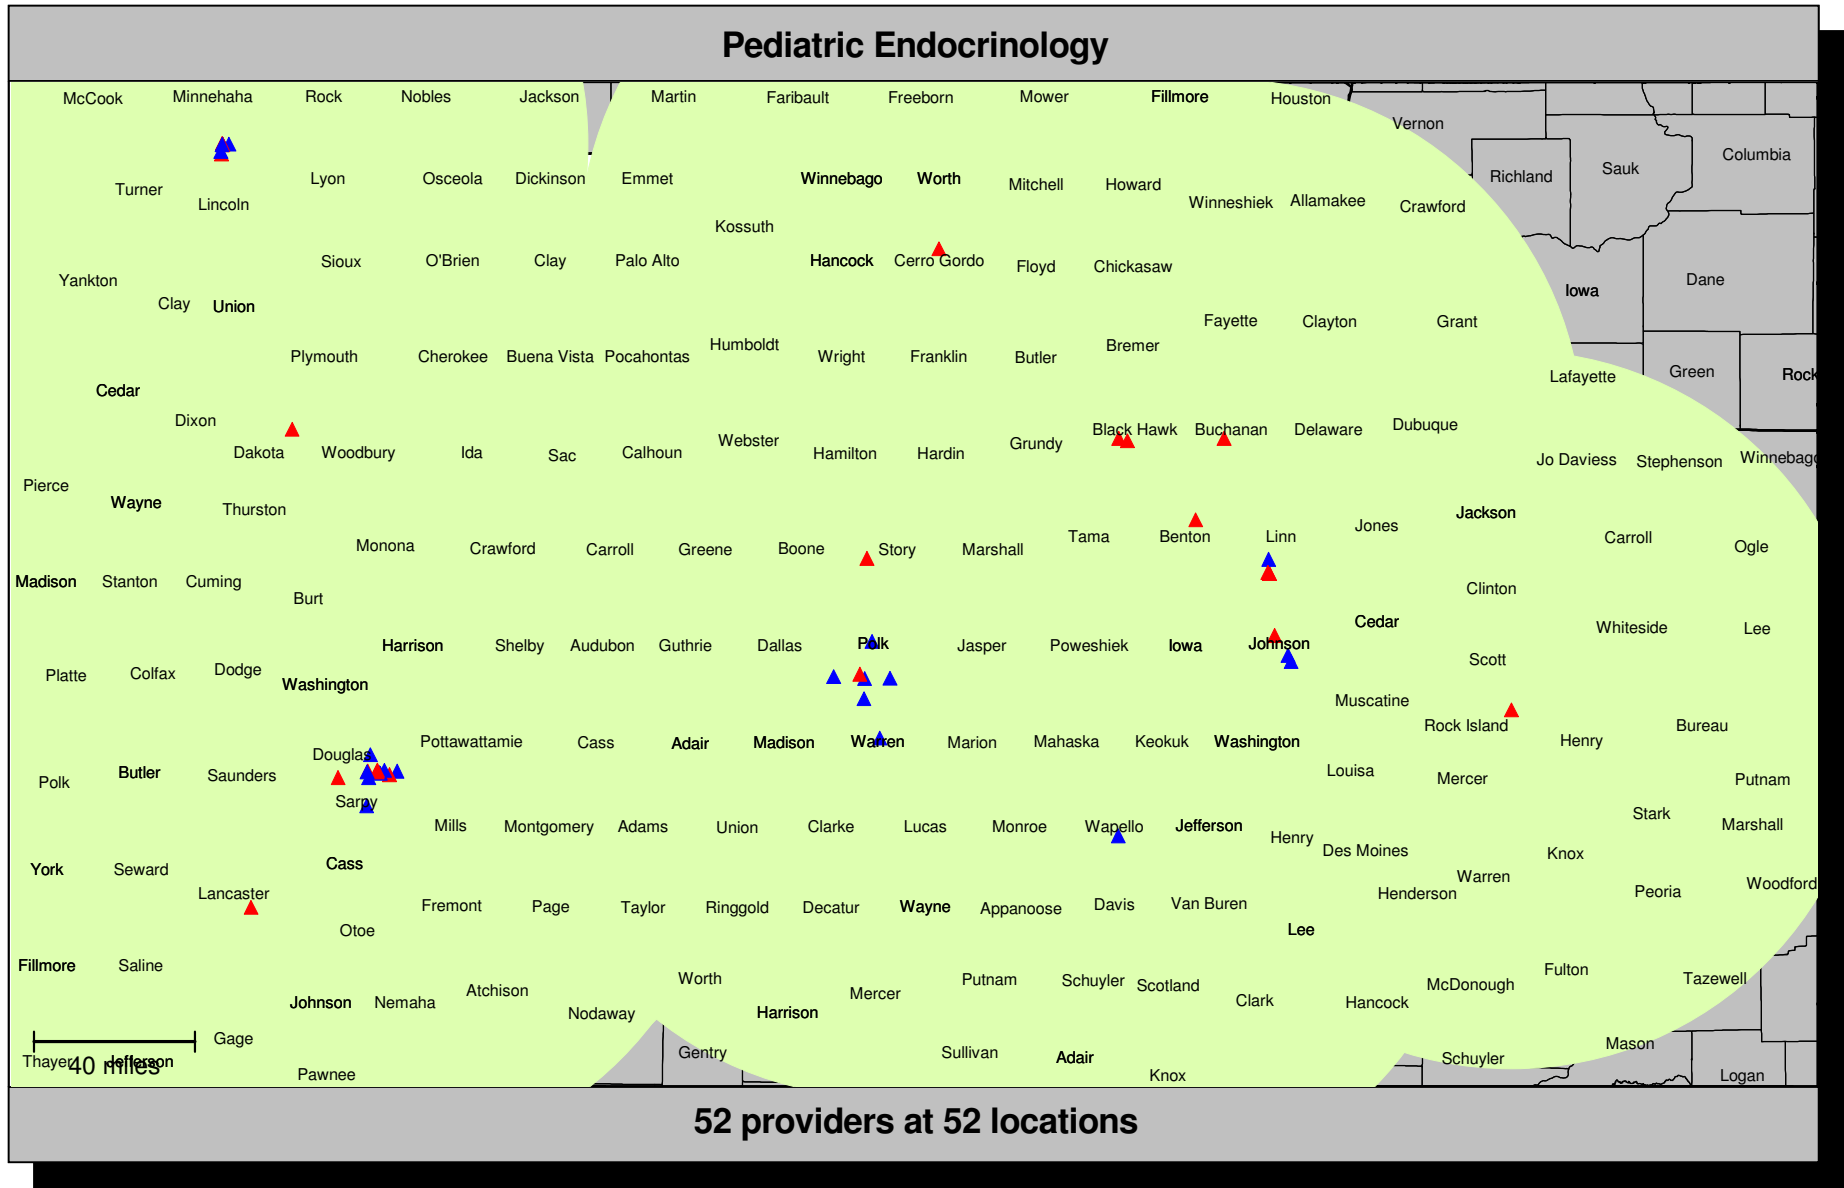 Pediatric Endocrinology
McCook Minnehaha Rock Nobles Jackson Martin Faribault Freeborn Mower Fillmore Houston
Vernon
Sauk Columbia
Richland
Turner Lincoln Lyon Osceola Dickinson Emmet Winnebago Worth Mitchell Howard Winneshiek Allamakee Crawford
Kossuth
Yankton Sioux O'Brien Clay Palo Alto Hancock Cerro Gordo Floyd Chickasaw Iowa Dane
Clay Union
Fayette Clayton Grant
Plymouth Cherokee Buena Vista Pocahontas Humboldt Wright Franklin Butler Bremer
Cedar Lafayette Green Rock
Dixon Dakota Woodbury Ida Sac Calhoun Webster Hamilton Hardin Grundy Black Hawk Buchanan Delaware Dubuque
Jo Daviess Stephenson Winnebago
Pierce
Wayne Thurston Jackson
Monona Crawford Carroll Greene Boone Story Marshall Tama Benton Linn Jones Carroll Ogle
Madison Stanton Cuming Burt Clinton
Cedar Whiteside Lee
Harrison Shelby Audubon Guthrie Dallas Polk Jasper Poweshiek Iowa Johnson Scott
Platte Colfax Dodge Washington
Muscatine Rock Island Bureau
Douglas Pottawattamie Cass Adair Madison Warren Marion Mahaska Keokuk Washington Henry
Polk Butler Saunders Louisa Mercer Putnam
Sarpy Mills Montgomery Adams Union Clarke Lucas Monroe Wapello Jefferson Henry Stark Marshall
Des Moines Knox
York Seward Cass Warren Woodford
Lancaster Henderson Peoria
Fremont Page Taylor Ringgold Decatur Wayne Appanoose Davis Van Buren
Otoe Lee
Fillmore Saline Worth Putnam Schuyler Scotland McDonough Fulton Tazewell
Johnson Nemaha Atchison Nodaway Harrison Mercer Clark Hancock
Gage Gentry Sullivan Adair Schuyler Mason
Thayer Jefferson
40 miles
Pawnee Knox Logan
52 providers at 52 locations